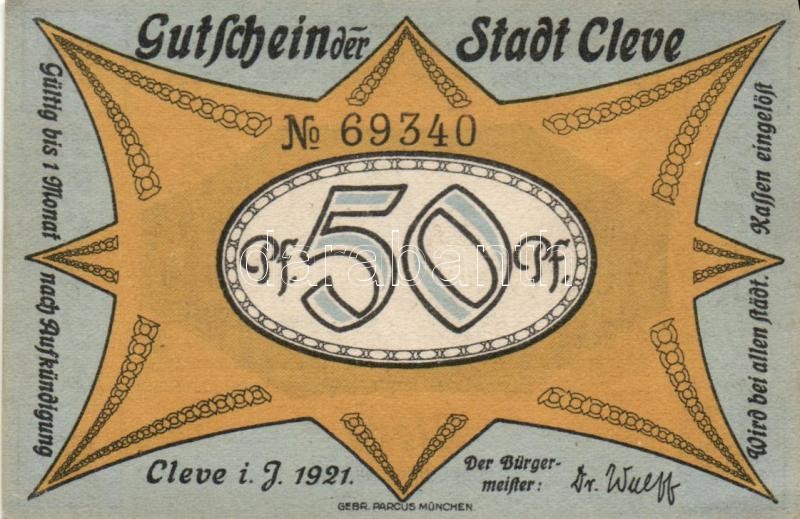 Gutschein der Stadt Cleve
Gültig bis 1 Monat nach Aufkündigung
№ 69340
Pf. 50 Pf.
Wird bei allen städt. Kassen eingelöst
Cleve i. J. 1921.
Der Bürger-
meister: Dr. Wulff
GEBR. PARCUS MÜNCHEN.
darabanth